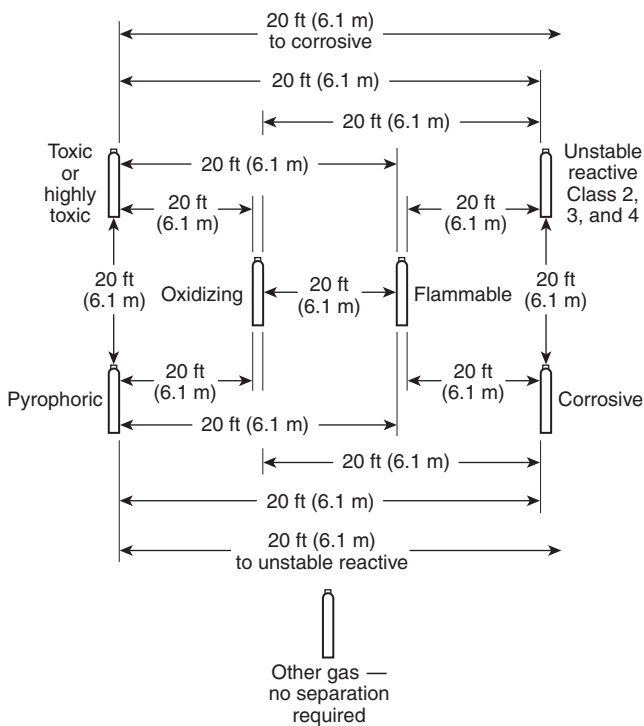 20 ft (6.1 m)
to corrosive
20 ft (6.1 m)
20 ft (6.1 m)
Toxic
or
highly
toxic
20 ft (6.1 m)
Unstable
reactive
Class 2,
3, and 4
20 ft
(6.1 m)
20 ft
(6.1 m)
20 ft
(6.1 m)
Oxidizing
20 ft
(6.1 m)
Flammable
20 ft
(6.1 m)
Pyrophoric
20 ft
(6.1 m)
20 ft
(6.1 m)
Corrosive
20 ft (6.1 m)
20 ft (6.1 m)
20 ft (6.1 m)
20 ft (6.1 m)
to unstable reactive
Other gas —
no separation
required